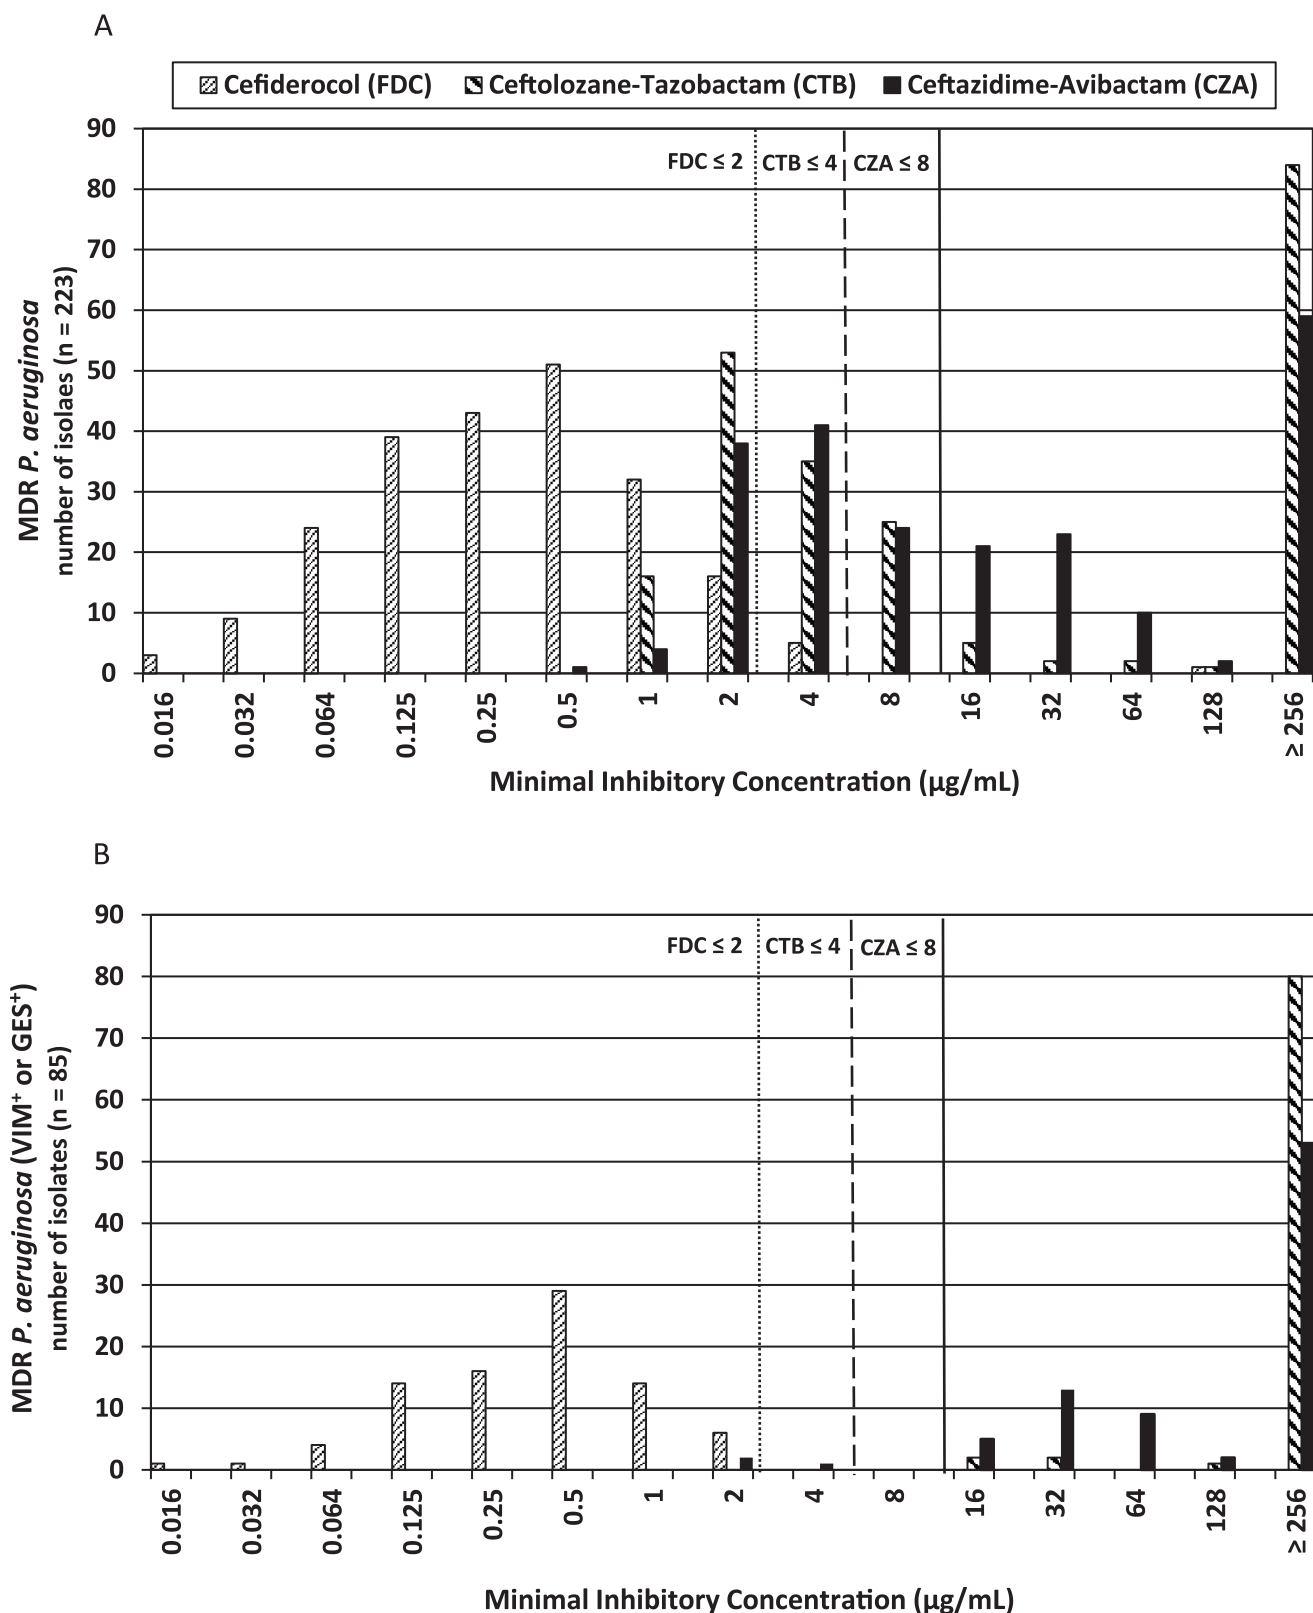 A
Cefiderocol (FDC) Ceftolozane-Tazobactam (CTB) Ceftazidime-Avibactam (CZA)
90
80
70
60
50
40
30
20
10
0
MDR P. aeruginosa
number of isolaes (n = 223)
FDC ≤ 2 CTB ≤ 4 CZA ≤ 8
0.016 0.032 0.064 0.125 0.25 0.5 1 2 4 8 16 32 64 128 ≥ 256
Minimal Inhibitory Concentration (µg/mL)
B
90
80
70
60
50
40
30
20
10
0
MDR P. aeruginosa (VIM⁺ or GES⁺)
number of isolates (n = 85)
FDC ≤ 2 CTB ≤ 4 CZA ≤ 8
0.016 0.032 0.064 0.125 0.25 0.5 1 2 4 8 16 32 64 128 ≥ 256
Minimal Inhibitory Concentration (µg/mL)